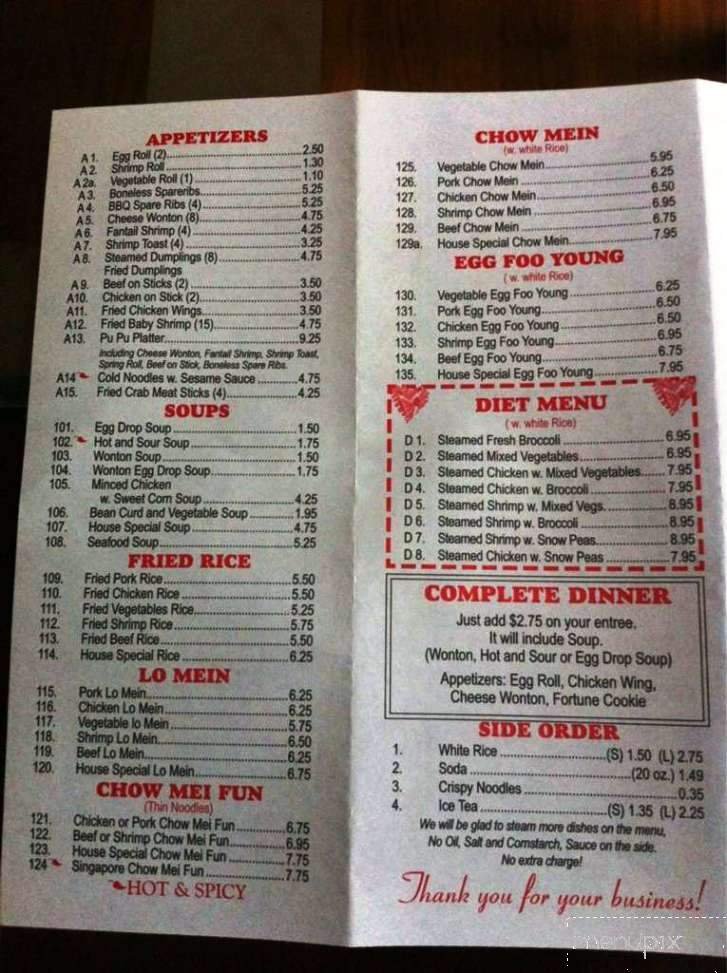 APPETIZERS
A 1. Egg Roll (2)..........2.50
A 2. Shrimp Roll..........1.30
A 2a. Vegetable Roll (1)..........1.10
A 3. Boneless Spareribs..........5.25
A 4. BBQ Spare Ribs (4)..........5.25
A 5. Cheese Wonton (8)..........4.75
A 6. Fantail Shrimp (4)..........4.25
A 7. Shrimp Toast (4)..........3.25
A 8. Steamed Dumplings (8)..........4.75
Fried Dumplings
A 9. Beef on Sticks (2)..........3.50
A10. Chicken on Stick (2)..........3.50
A11. Fried Chicken Wings..........3.50
A12. Fried Baby Shrimp (15)..........4.75
A13. Pu Pu Platter..........9.25
Including Cheese Wonton, Fantail Shrimp, Shrimp Toast,
Spring Roll, Beef on Stick, Boneless Spare Ribs.
A14 Cold Noodles w. Sesame Sauce..........4.75
A15. Fried Crab Meat Sticks (4)..........4.25
SOUPS
101. Egg Drop Soup..........1.50
102. Hot and Sour Soup..........1.75
103. Wonton Soup..........1.50
104. Wonton Egg Drop Soup..........1.75
105. Minced Chicken
w. Sweet Corn Soup..........4.25
106. Bean Curd and Vegetable Soup..........1.95
107. House Special Soup..........4.75
108. Seafood Soup..........5.25
FRIED RICE
109. Fried Pork Rice..........5.50
110. Fried Chicken Rice..........5.50
111. Fried Vegetables Rice..........5.25
112. Fried Shrimp Rice..........5.75
113. Fried Beef Rice..........5.50
114. House Special Rice..........6.25
LO MEIN
115. Pork Lo Mein..........6.25
116. Chicken Lo Mein..........6.25
117. Vegetable lo Mein..........5.75
118. Shrimp Lo Mein..........6.50
119. Beef Lo Mein..........6.25
120. House Special Lo Mein..........6.75
CHOW MEI FUN
(Thin Noodles)
121. Chicken or Pork Chow Mei Fun..........6.75
122. Beef or Shrimp Chow Mei Fun..........6.95
123. House Special Chow Mei Fun..........7.75
124 Singapore Chow Mei Fun..........7.75
HOT & SPICY
CHOW MEIN
(w. white Rice)
125. Vegetable Chow Mein..........5.95
126. Pork Chow Mein..........6.25
127. Chicken Chow Mein..........6.50
128. Shrimp Chow Mein..........6.95
129. Beef Chow Mein..........6.75
129a. House Special Chow Mein..........7.95
EGG FOO YOUNG
(w. white Rice)
130. Vegetable Egg Foo Young..........6.25
131. Pork Egg Foo Young..........6.50
132. Chicken Egg Foo Young..........6.50
133. Shrimp Egg Foo Young..........6.95
134. Beef Egg Foo Young..........6.75
135. House Special Egg Foo Young..........7.95
DIET MENU
(w. white Rice)
D 1. Steamed Fresh Broccoli..........6.95
D 2. Steamed Mixed Vegetables..........6.95
D 3. Steamed Chicken w. Mixed Vegetables..........7.95
D 4. Steamed Chicken w. Broccoli..........7.95
D 5. Steamed Shrimp w. Mixed Vegs...........8.95
D 6. Steamed Shrimp w. Broccoli..........8.95
D 7. Steamed Shrimp w. Snow Peas..........8.95
D 8. Steamed Chicken w. Snow Peas..........7.95
COMPLETE DINNER
Just add $2.75 on your entree.
It will include Soup.
(Wonton, Hot and Sour or Egg Drop Soup)
Appetizers: Egg Roll, Chicken Wing,
Cheese Wonton, Fortune Cookie
SIDE ORDER
1. White Rice..........(S) 1.50 (L) 2.75
2. Soda..........(20 oz.) 1.49
3. Crispy Noodles..........0.35
4. Ice Tea..........(S) 1.35 (L) 2.25
We will be glad to steam more dishes on the menu,
No Oil, Salt and Cornstarch, Sauce on the side.
No extra charge!
Thank you for your business!
menupix